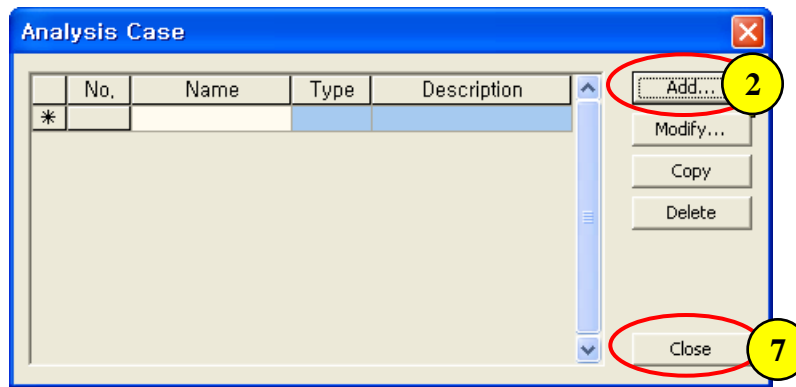 Analysis Case
No. Name Type Description
*
Add... 2
Modify...
Copy
Delete
Close 7